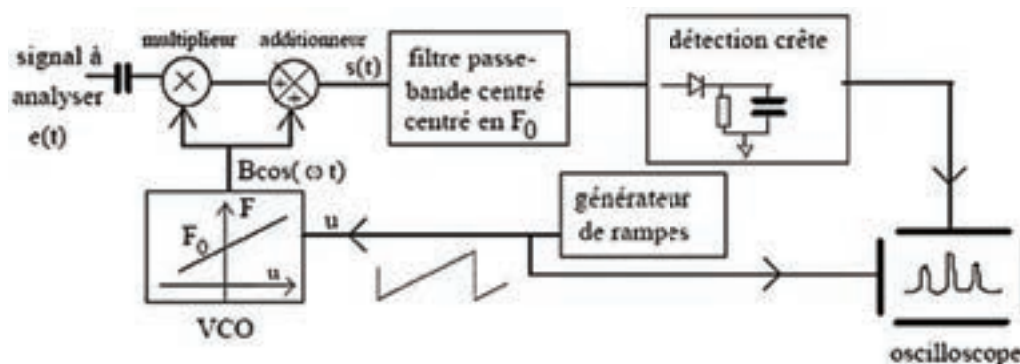 signal à
analyser
e(t)
multiplieur
additionneur
s(t)
filtre passe-
bande centré
centré en F0
détection crête
Bcos( ω t)
F
F0
u
VCO
u
générateur
de rampes
oscilloscope